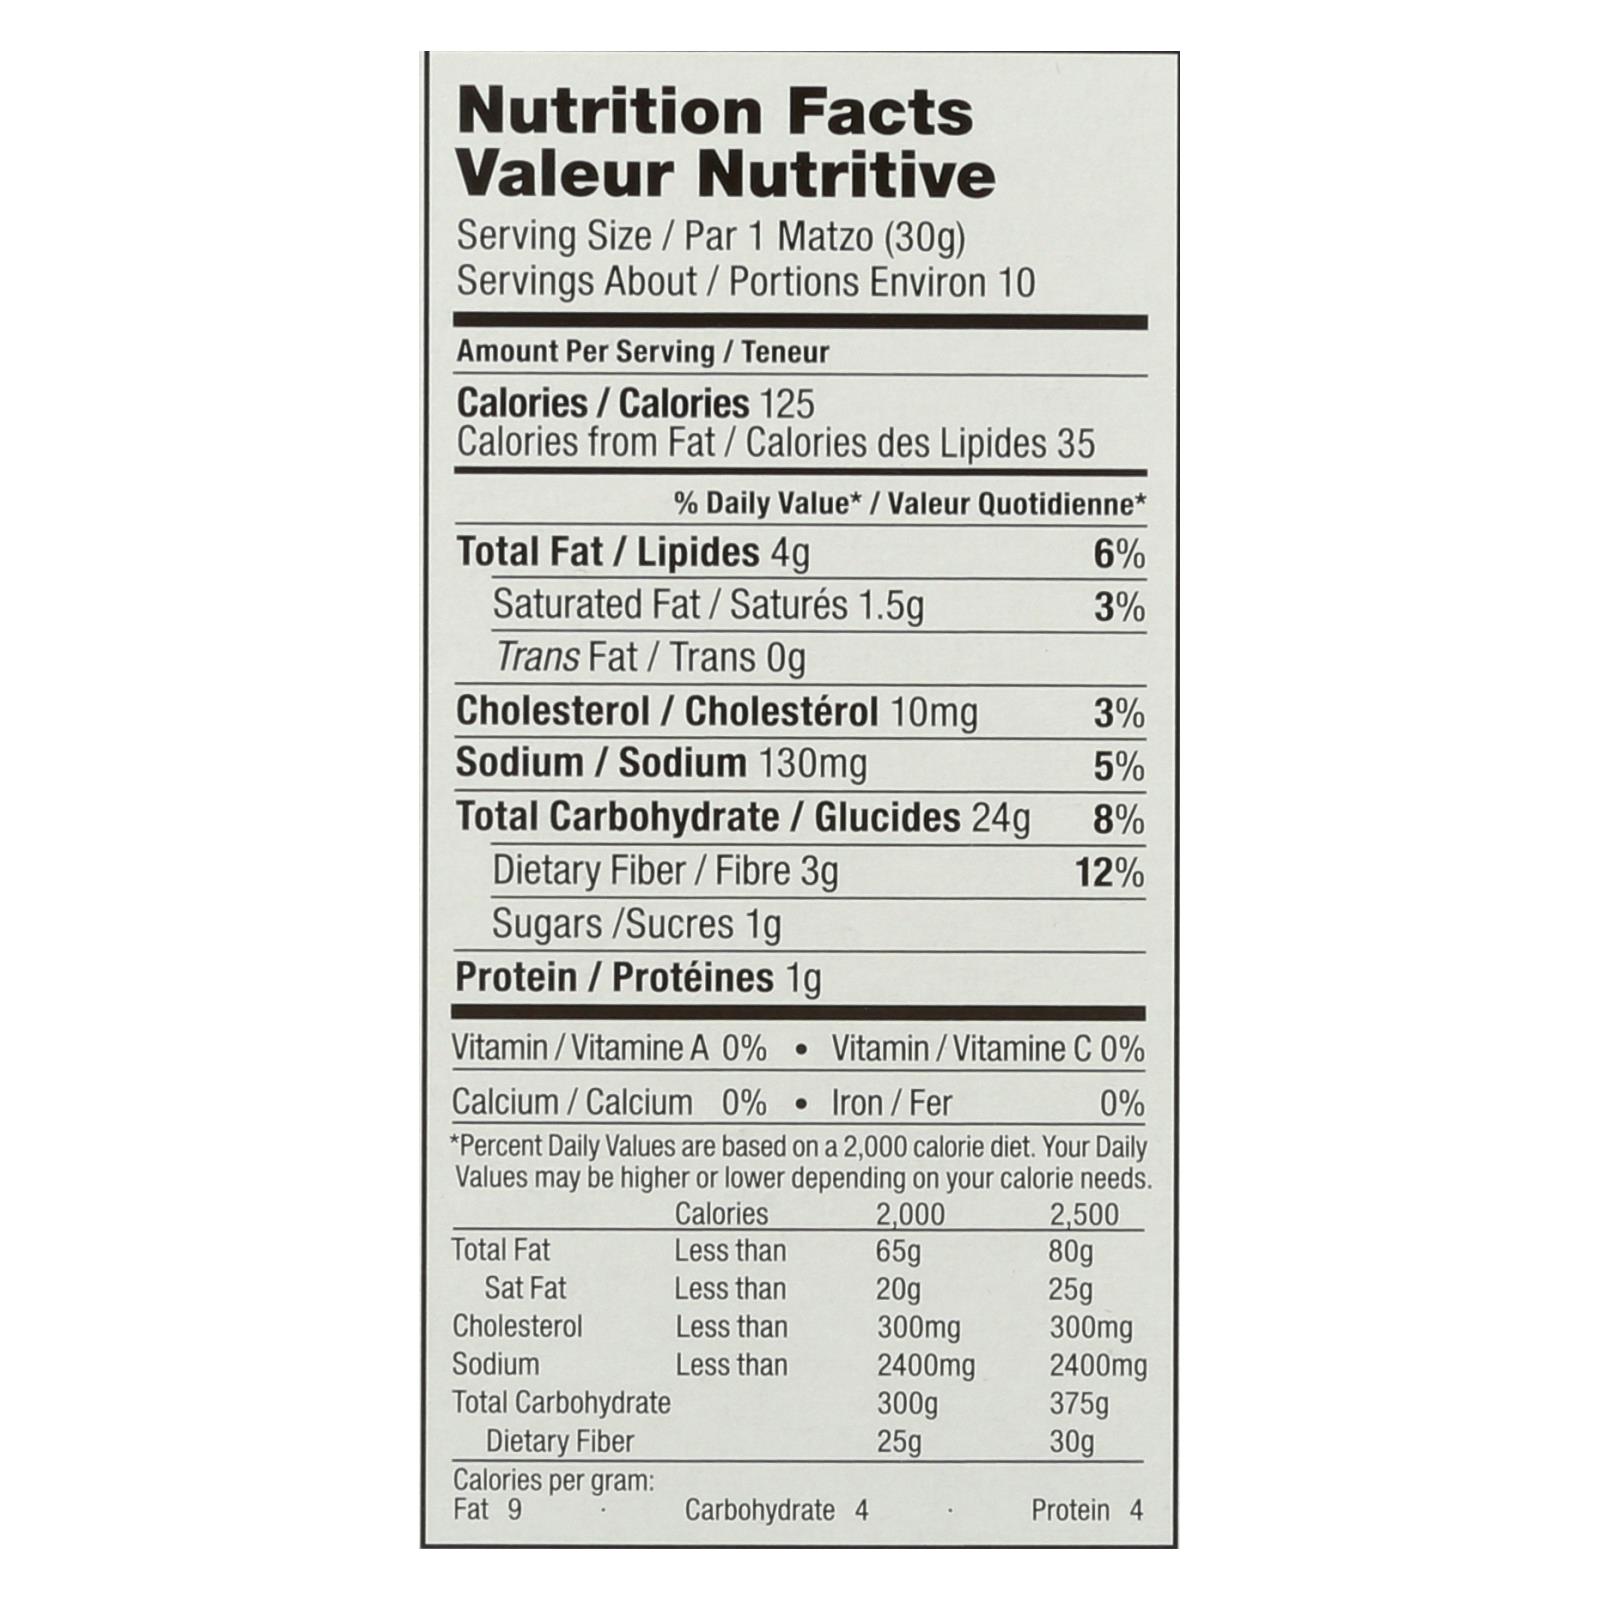 Nutrition Facts
Valeur Nutritive
Serving Size / Par 1 Matzo (30g)
Servings About / Portions Environ 10
Amount Per Serving / Teneur
Calories / Calories 125
Calories from Fat / Calories des Lipides 35
% Daily Value* / Valeur Quotidienne*
Total Fat / Lipides 4g 6%
Saturated Fat / Saturés 1.5g 3%
Trans Fat / Trans 0g
Cholesterol / Cholestérol 10mg 3%
Sodium / Sodium 130mg 5%
Total Carbohydrate / Glucides 24g 8%
Dietary Fiber / Fibre 3g 12%
Sugars /Sucres 1g
Protein / Protéines 1g
Vitamin / Vitamine A 0% • Vitamin / Vitamine C 0%
Calcium / Calcium 0% • Iron / Fer 0%
*Percent Daily Values are based on a 2,000 calorie diet. Your Daily
Values may be higher or lower depending on your calorie needs.
Calories 2,000 2,500
Total Fat Less than 65g 80g
Sat Fat Less than 20g 25g
Cholesterol Less than 300mg 300mg
Sodium Less than 2400mg 2400mg
Total Carbohydrate 300g 375g
Dietary Fiber 25g 30g
Calories per gram:
Fat 9 · Carbohydrate 4 · Protein 4